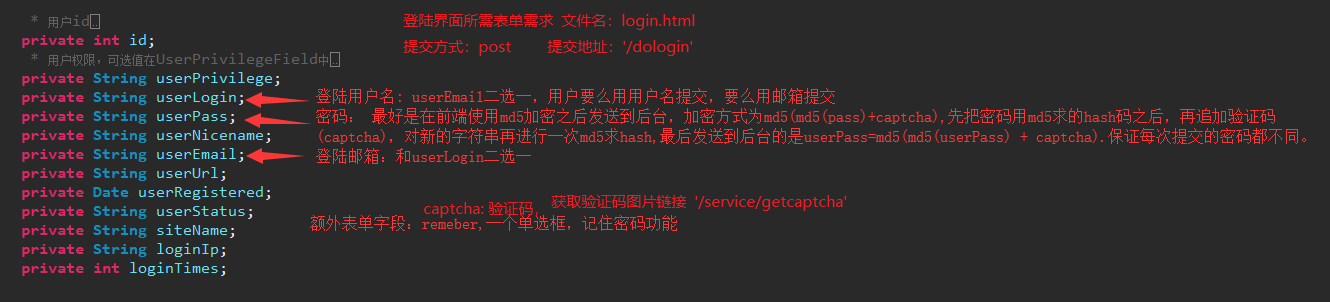 * 用户id
登陆界面所需表单需求 文件名: login.html
private int id;
提交方式: post 提交地址: '/dologin'
* 用户权限,可选值在UserPrivilegeField中
private String userPrivilege;
private String userLogin;
登陆用户名: userEmail二选一, 用户要么用用户名提交, 要么用邮箱提交
private String userPass;
密码: 最好是在前端使用md5加密之后发送到后台, 加密方式为md5(md5(pass)+captcha),先把密码用md5求的hash码之后, 再追加验证码
private String userNicename;
(captcha), 对新的字符串再进行一次md5求hash,最后发送到后台的是userPass=md5(md5(userPass) + captcha).保证每次提交的密码都不同。
private String userEmail;
登陆邮箱: 和userLogin二选一
private String userUrl;
private Date userRegistered;
captcha: 验证码, 获取验证码图片链接 '/service/getcaptcha'
private String userStatus;
额外表单字段: remeber,一个单选框, 记住密码功能
private String siteName;
private String loginIp;
private int loginTimes;